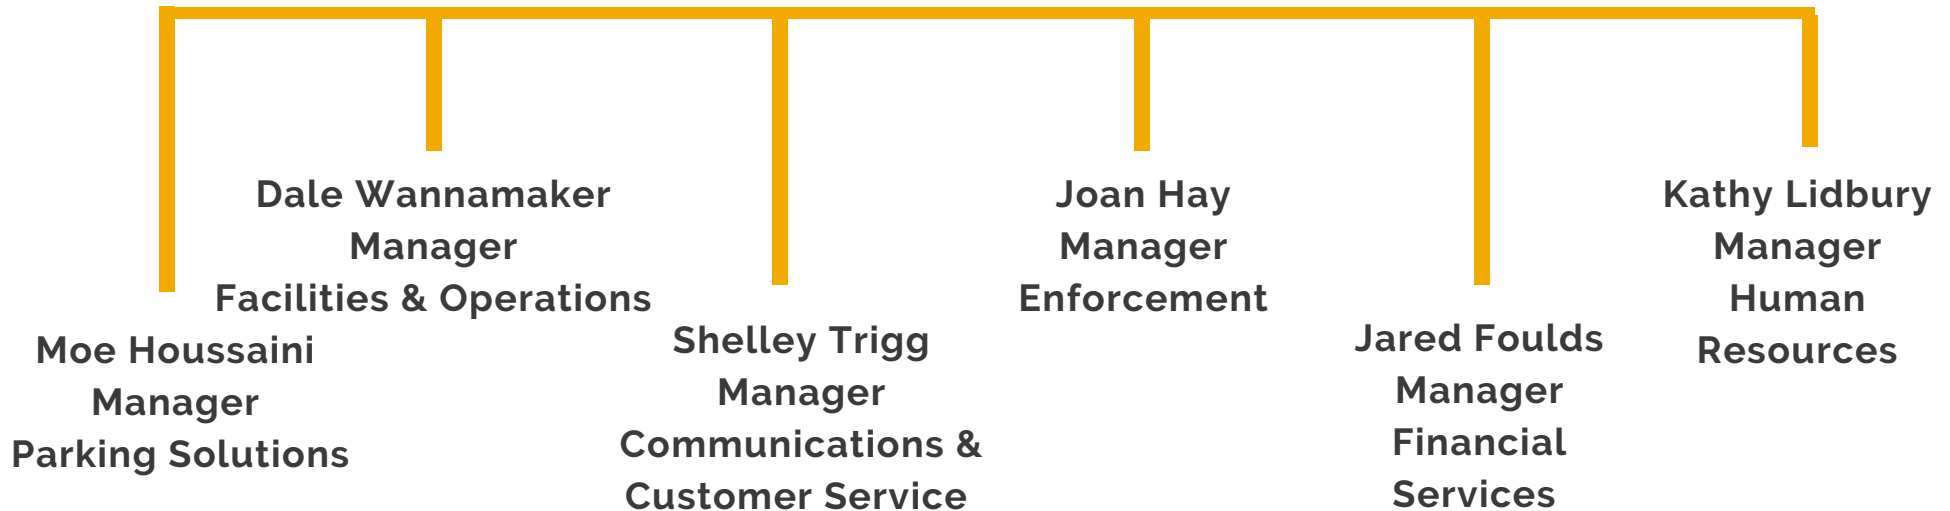 Moe Houssaini
Manager
Parking Solutions
Dale Wannamaker
Manager
Facilities & Operations
Shelley Trigg
Manager
Communications &
Customer Service
Joan Hay
Manager
Enforcement
Jared Foulds
Manager
Financial
Services
Kathy Lidbury
Manager
Human
Resources